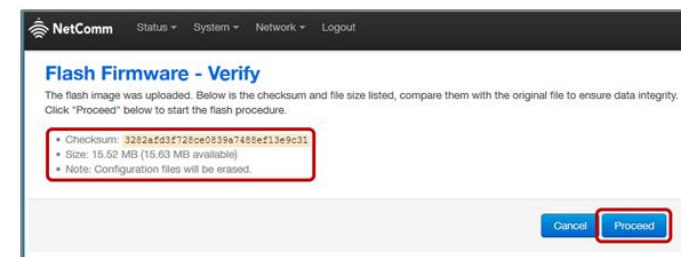 NetComm Status System Network Logout
Flash Firmware - Verify
The flash image was uploaded. Below is the checksum and file size listed, compare them with the original file to ensure data integrity.
Click "Proceed" below to start the flash procedure.
• Checksum: 3282afd3f728ce0839a7488ef13e9c31
• Size: 15.52 MB (15.63 MB available)
• Note: Configuration files will be erased.
Cancel Proceed